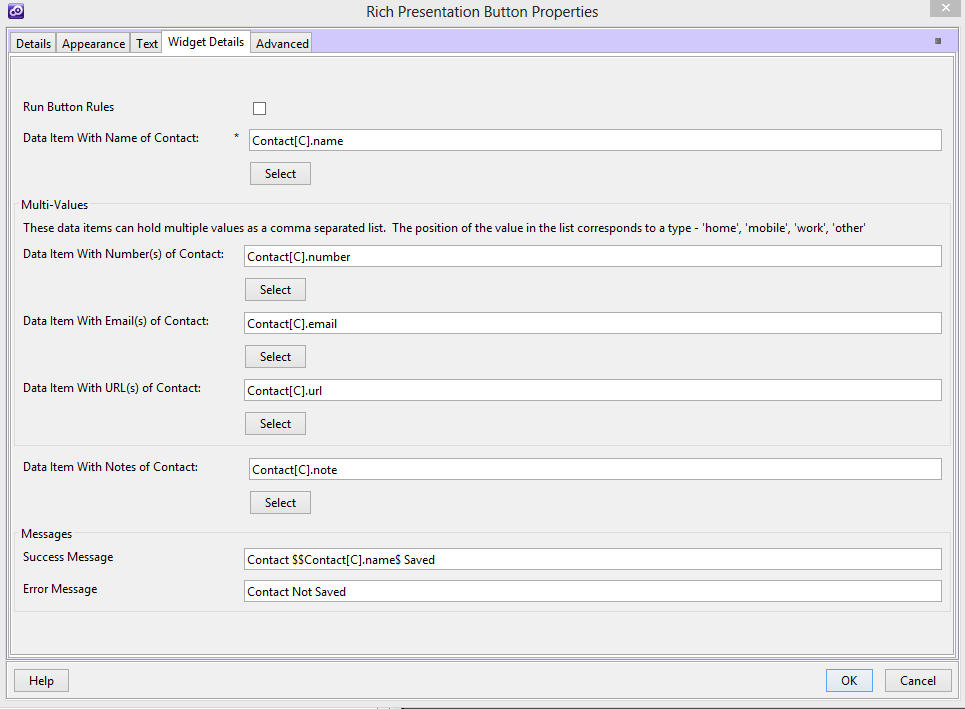 Rich Presentation Button Properties
Details Appearance Text Widget Details Advanced
Run Button Rules
Data Item With Name of Contact: * Contact[C].name
Select
Multi-Values
These data items can hold multiple values as a comma separated list. The position of the value in the list corresponds to a type - 'home', 'mobile', 'work', 'other'
Data Item With Number(s) of Contact: Contact[C].number
Select
Data Item With Email(s) of Contact: Contact[C].email
Select
Data Item With URL(s) of Contact: Contact[C].url
Select
Data Item With Notes of Contact: Contact[C].note
Select
Messages
Success Message Contact $$Contact[C].name$ Saved
Error Message Contact Not Saved
Help OK Cancel